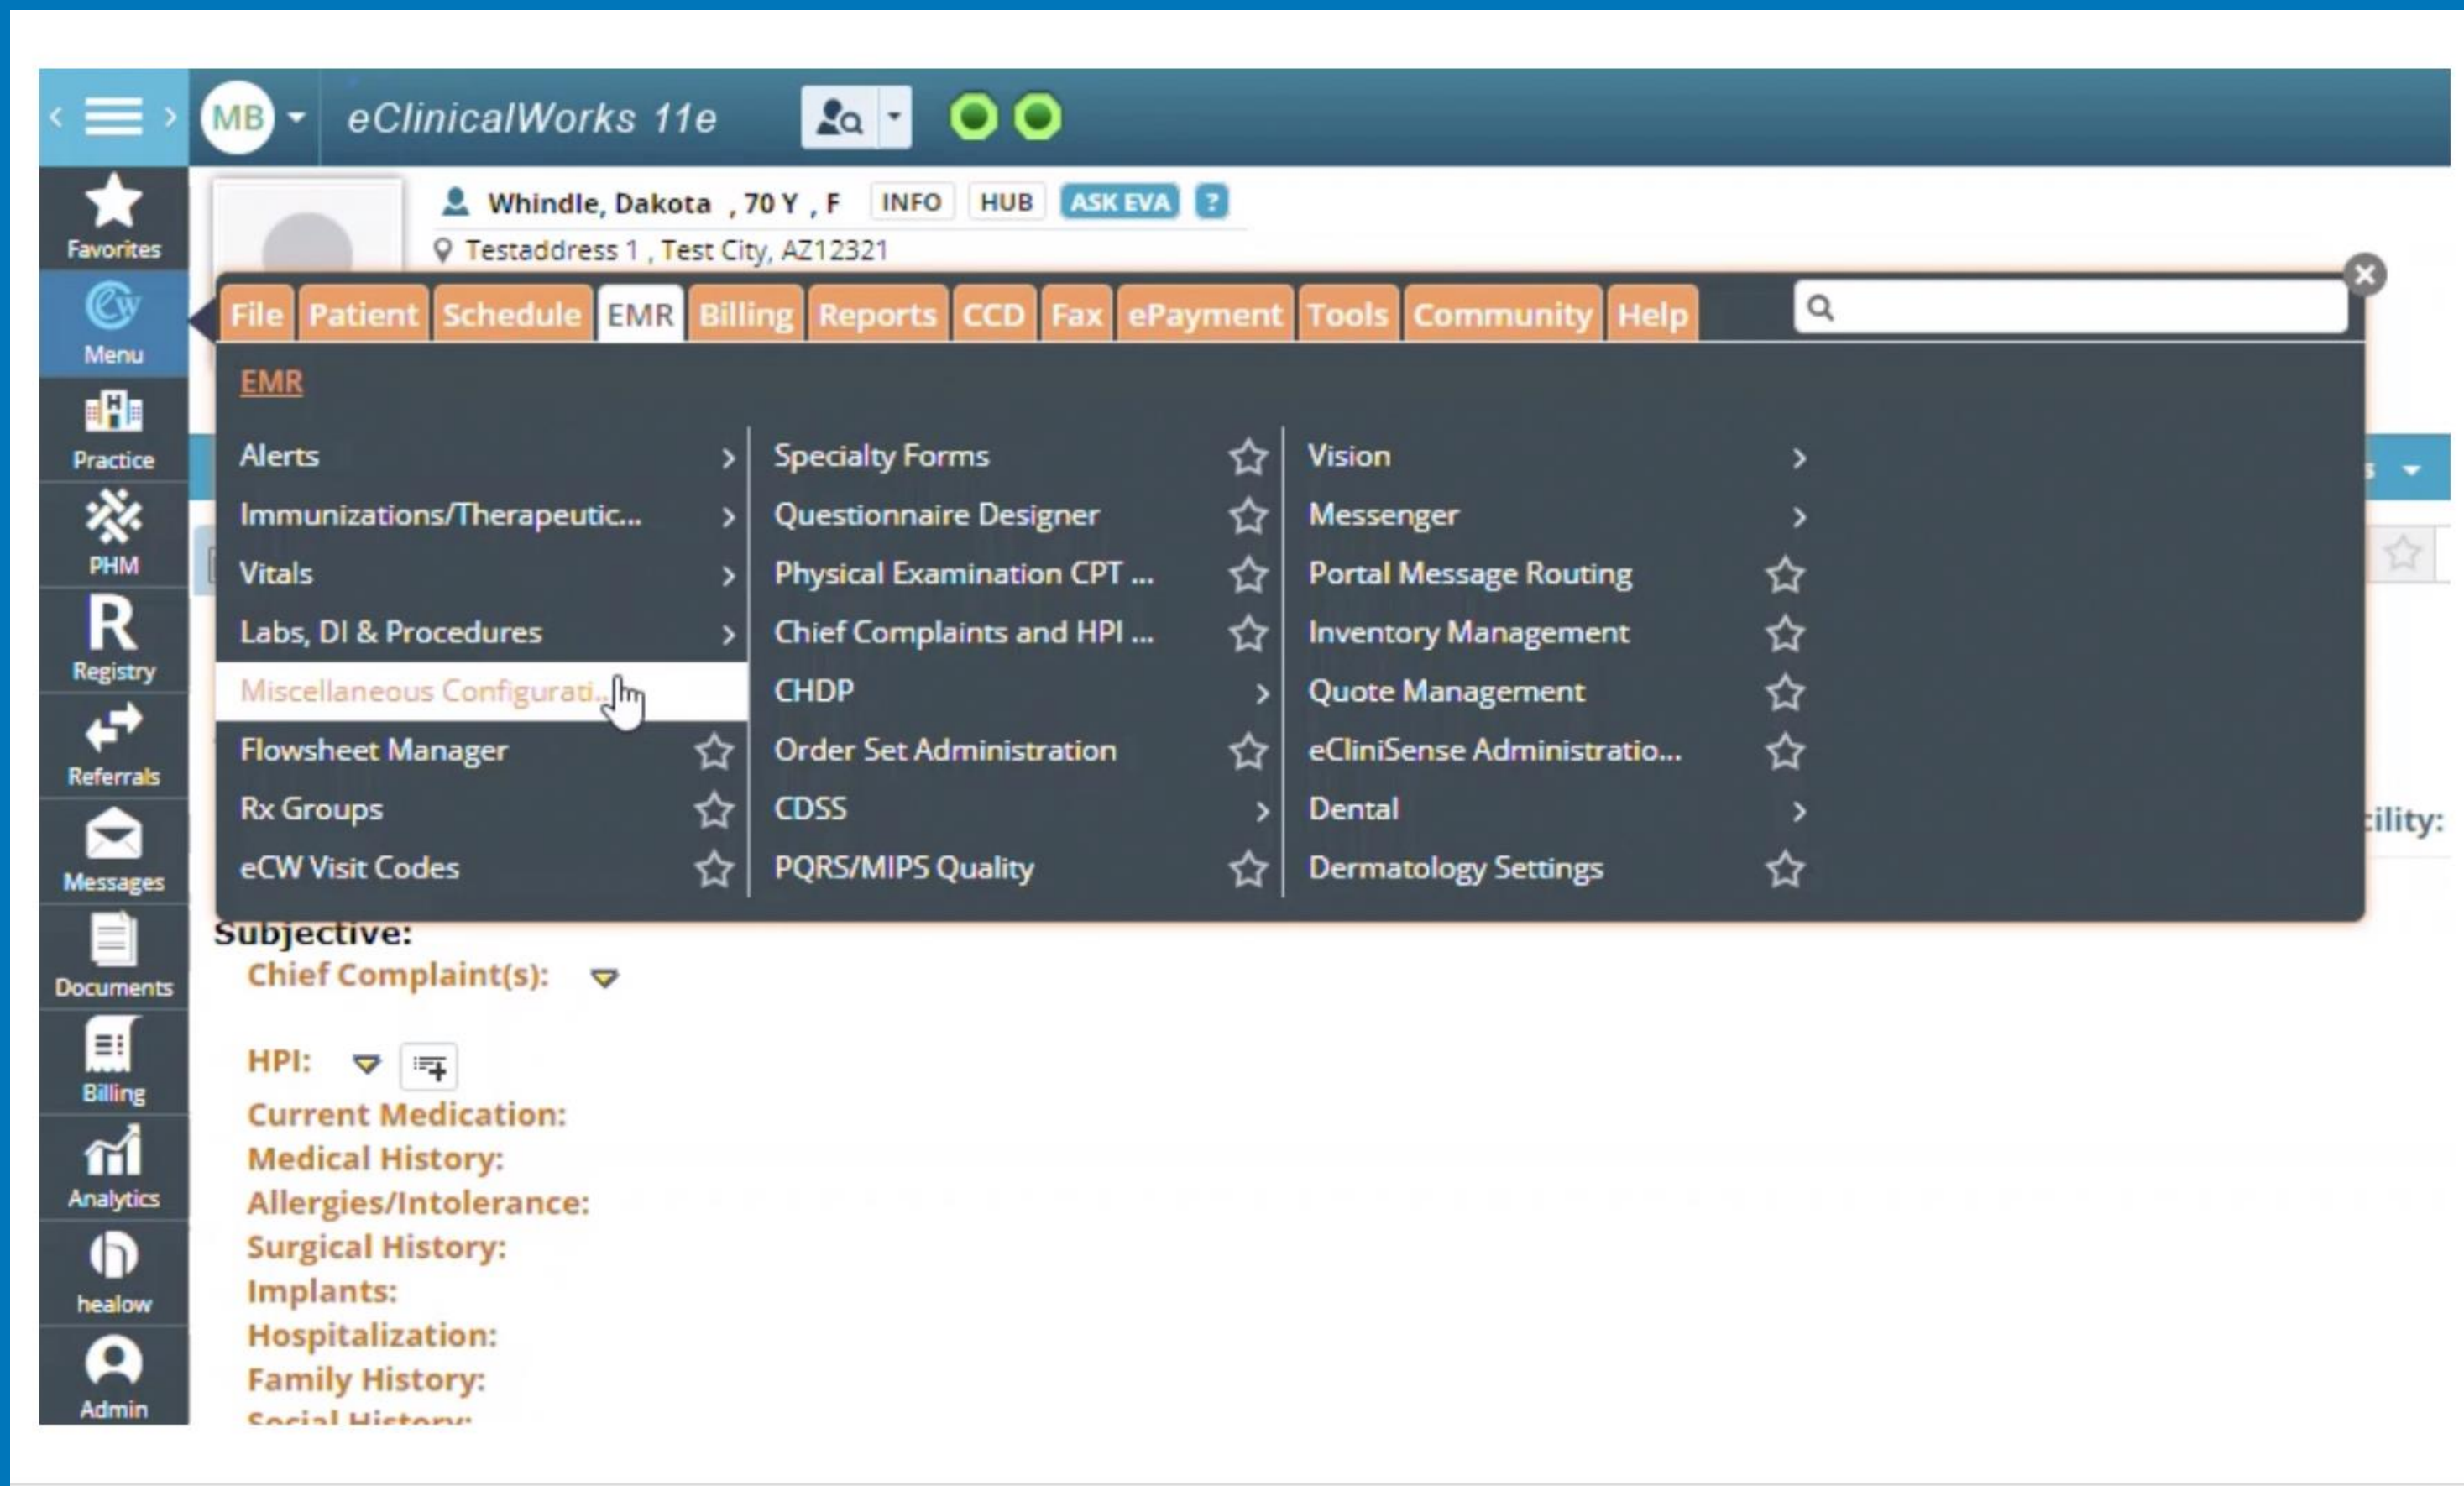 MB
eClinicalWorks 11e
Whindle, Dakota , 70 Y , F INFO HUB ASK EVA ?
Testaddress 1 , Test City, AZ12321
Favorites
Menu
Practice
PHM
R
Registry
Referrals
Messages
Documents
Billing
Analytics
healow
Admin
File Patient Schedule EMR Billing Reports CCD Fax ePayment Tools Community Help
EMR
Alerts
Immunizations/Therapeutic...
Vitals
Labs, DI & Procedures
Miscellaneous Configurati...
Flowsheet Manager
Rx Groups
eCW Visit Codes
Specialty Forms
Questionnaire Designer
Physical Examination CPT ...
Chief Complaints and HPI ...
CHDP
Order Set Administration
CDSS
PQRS/MIPS Quality
Vision
Messenger
Portal Message Routing
Inventory Management
Quote Management
eCliniSense Administratio...
Dental
Dermatology Settings
cility:
Subjective:
Chief Complaint(s):
HPI:
Current Medication:
Medical History:
Allergies/Intolerance:
Surgical History:
Implants:
Hospitalization:
Family History:
Social History: